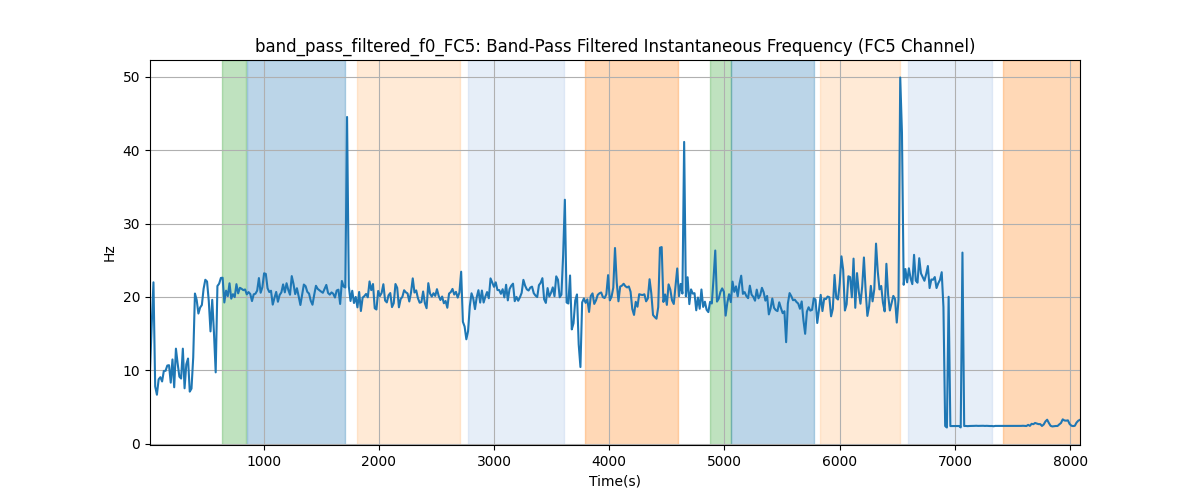 band_pass_filtered_f0_FC5: Band-Pass Filtered Instantaneous Frequency (FC5 Channel)
50
40
30
20
10
0
Hz
1000 2000 3000 4000 5000 6000 7000 8000
Time(s)